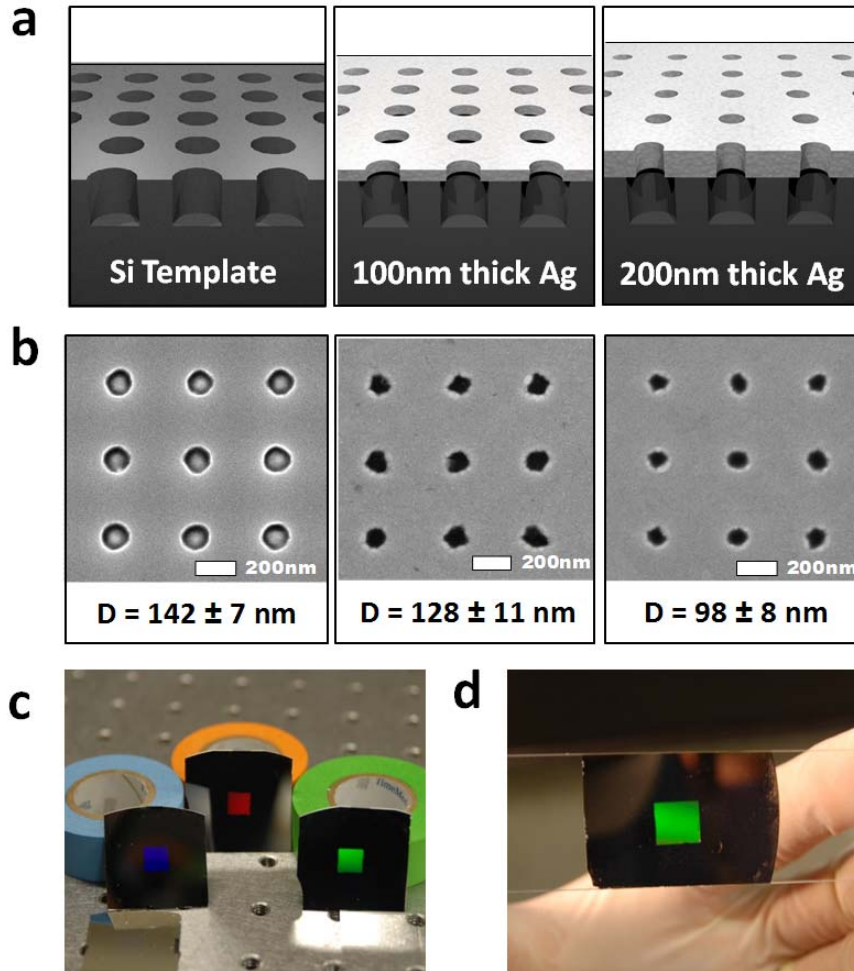 a
Si Template
100nm thick Ag
200nm thick Ag
b
200nm
200nm
200nm
D = 142 ± 7 nm
D = 128 ± 11 nm
D = 98 ± 8 nm
c
d